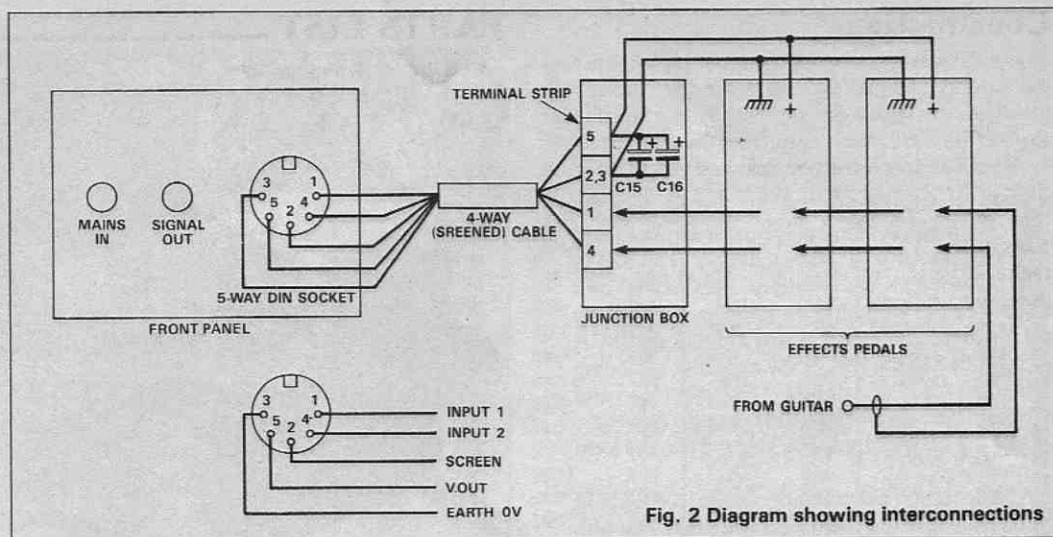 TERMINAL STRIP
5
2,3
1
4
+
+
C15 C16
+
+
3
1
5
4
2
MAINS
IN
SIGNAL
OUT
5-WAY DIN SOCKET
FRONT PANEL
4-WAY
(SREENED) CABLE
JUNCTION BOX
EFFECTS PEDALS
FROM GUITAR
3
1
5
4
2
INPUT 1
INPUT 2
SCREEN
V.OUT
EARTH 0V
Fig. 2 Diagram showing interconnections